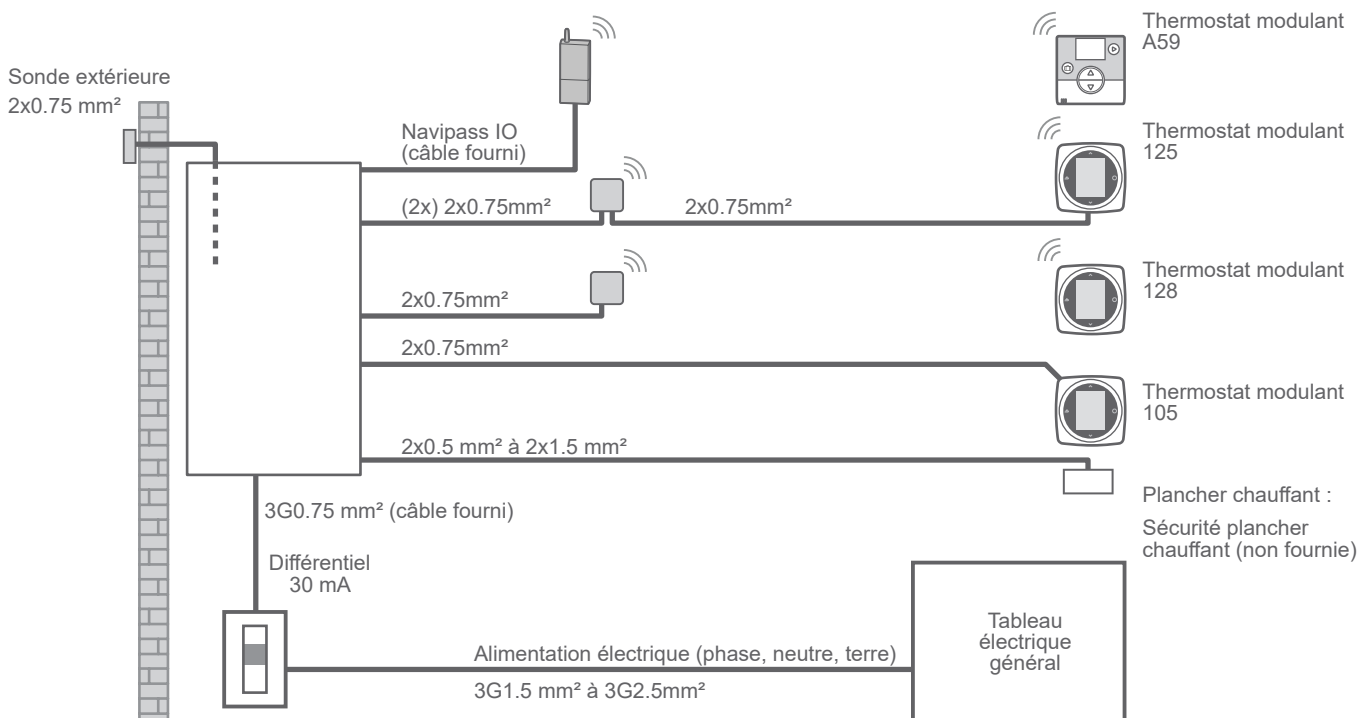 Thermostat modulant
A59
Sonde extérieure
2x0.75 mm²
Navipass IO
(câble fourni)
Thermostat modulant
125
(2x) 2x0.75mm²
2x0.75mm²
Thermostat modulant
128
2x0.75mm²
2x0.75mm²
Thermostat modulant
105
2x0.5 mm² à 2x1.5 mm²
Plancher chauffant :
Sécurité plancher
chauffant (non fournie)
3G0.75 mm² (câble fourni)
Différentiel
30 mA
Tableau
électrique
général
Alimentation électrique (phase, neutre, terre)
3G1.5 mm² à 3G2.5mm²